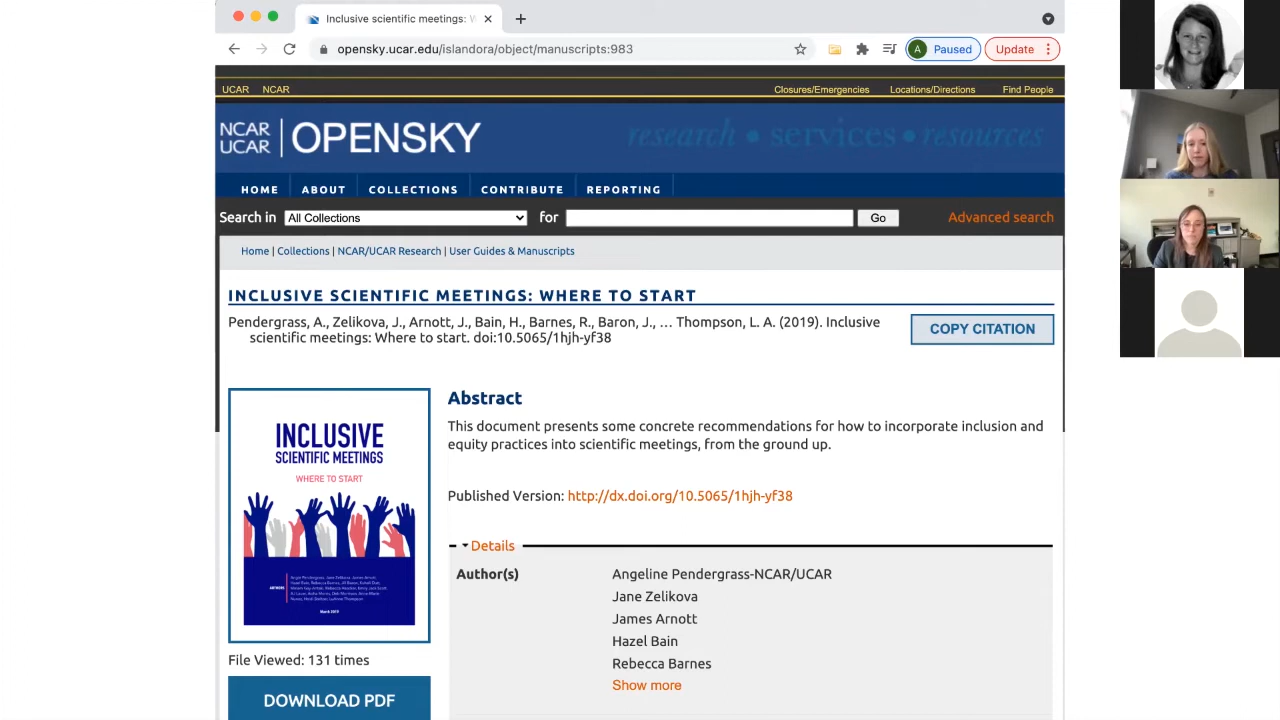 Inclusive scientific meetings: W
opensky.ucar.edu/islandora/object/manuscripts:983
A Paused
Update
UCAR NCAR
Closures/Emergencies Locations/Directions Find People
NCAR
UCAR
OPENSKY
research • services • resources
HOME ABOUT COLLECTIONS CONTRIBUTE REPORTING
Search in All Collections for Go Advanced search
Home | Collections | NCAR/UCAR Research | User Guides & Manuscripts
INCLUSIVE SCIENTIFIC MEETINGS: WHERE TO START
Pendergrass, A., Zelikova, J., Arnott, J., Bain, H., Barnes, R., Baron, J., … Thompson, L. A. (2019). Inclusive
scientific meetings: Where to start. doi:10.5065/1hjh-yf38
COPY CITATION
INCLUSIVE
SCIENTIFIC MEETINGS
WHERE TO START
AUTHORS
March 2019
File Viewed: 131 times
DOWNLOAD PDF
Abstract
This document presents some concrete recommendations for how to incorporate inclusion and
equity practices into scientific meetings, from the ground up.
Published Version: http://dx.doi.org/10.5065/1hjh-yf38
Details
Author(s)
Angeline Pendergrass-NCAR/UCAR
Jane Zelikova
James Arnott
Hazel Bain
Rebecca Barnes
Show more